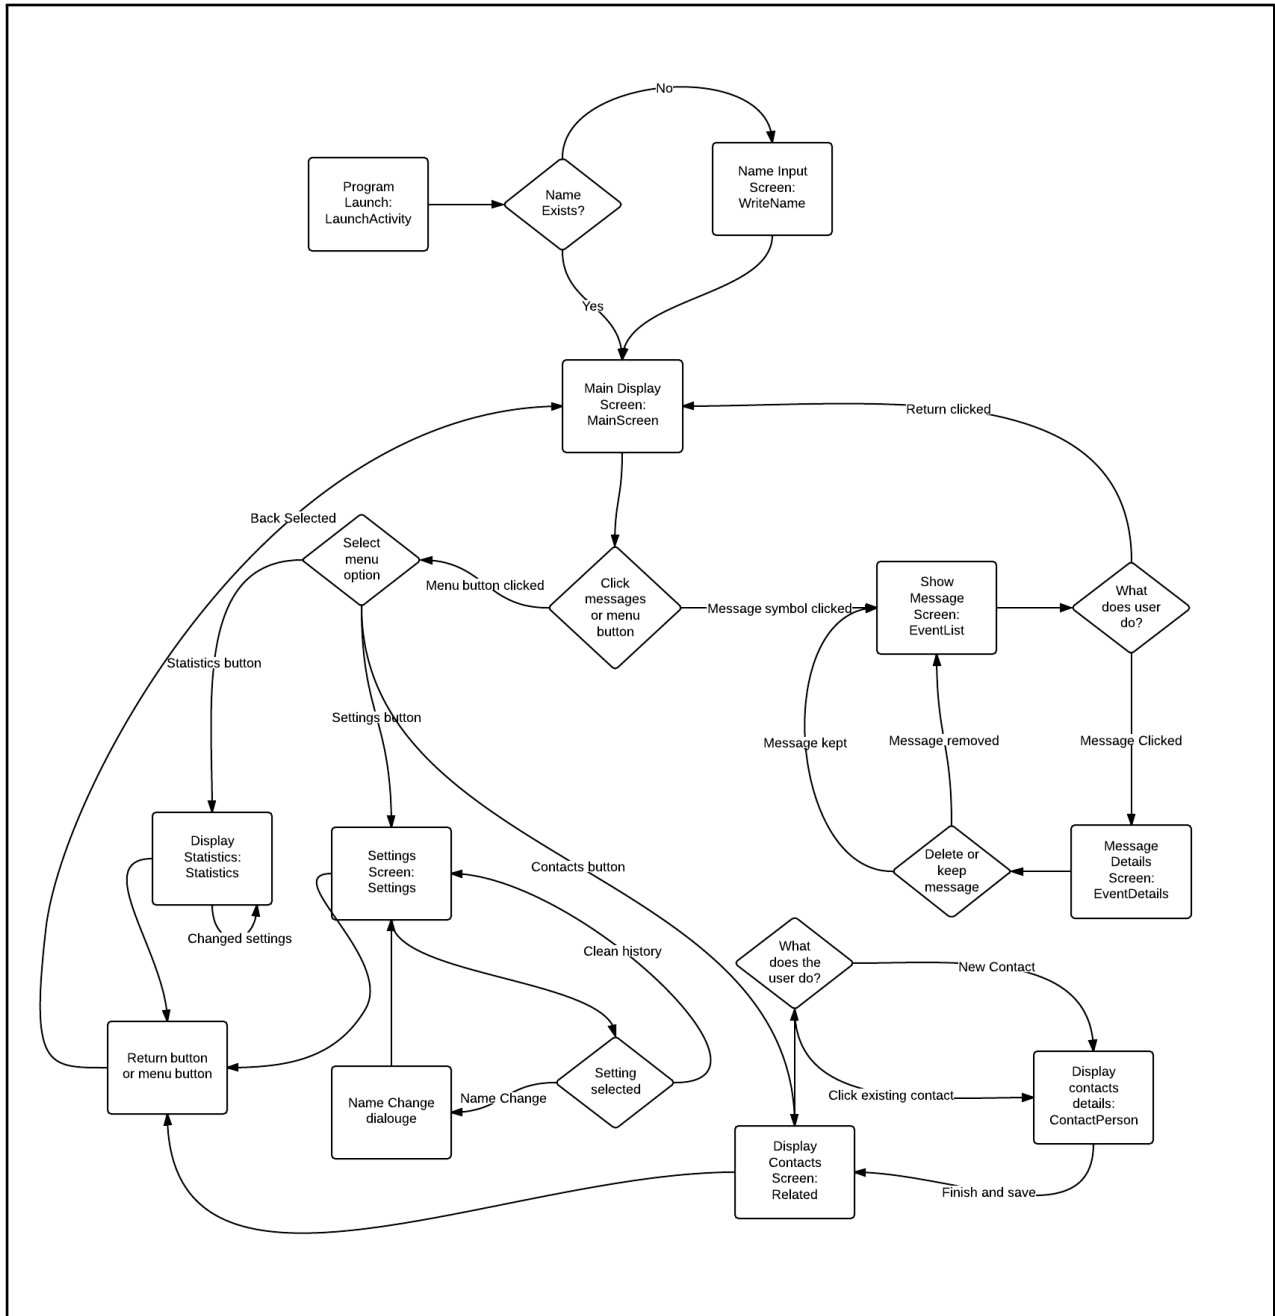 No
Program
Launch:
LaunchActivity
Name
Exists?
Name Input
Screen:
WriteName
Yes
Main Display
Screen:
MainScreen
Return clicked
Back Selected
Select
menu
option
Menu button clicked
Click
messages
or menu
button
Message symbol clicked
Show
Message
Screen:
EventList
What
does user
do?
Statistics button
Settings button
Message kept
Message removed
Message Clicked
Display
Statistics:
Statistics
Changed settings
Settings
Screen:
Settings
Contacts button
Delete or
keep
message
Message
Details
Screen:
EventDetails
Clean history
What
does the
user do?
New Contact
Return button
or menu button
Name Change
dialouge
Name Change
Setting
selected
Click existing contact
Display
contacts
details:
ContactPerson
Display
Contacts
Screen:
Related
Finish and save